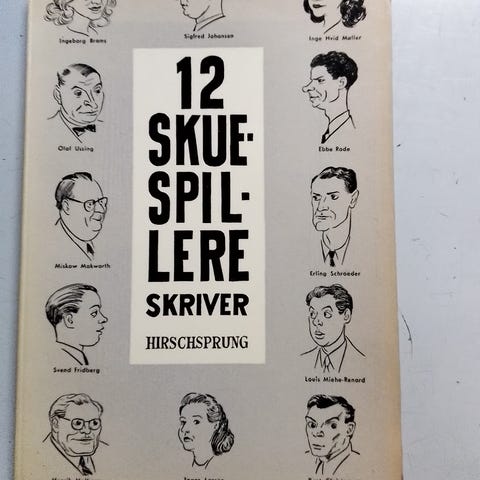 Ingeborg Brams
Sigfred Johansen
Inge Hvid Møller
12
SKUE-
SPIL-
LERE
SKRIVER
HIRSCHSPRUNG
Olaf Ussing
Ebbe Rode
Miskow Makwarth
Erling Schroeder
Svend Fridberg
Louis Miehe-Renard